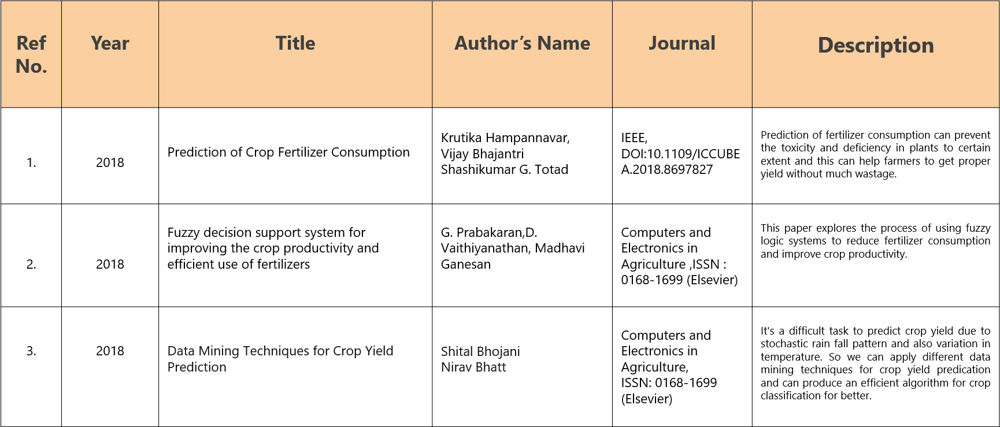 Ref
No.
Year
Title
Author’s Name
Journal
Description
1.
2018
Prediction of Crop Fertilizer Consumption
Krutika Hampannavar,
Vijay Bhajantri
Shashikumar G. Totad
IEEE,
DOI:10.1109/ICCUBE
A.2018.8697827
Prediction of fertilizer consumption can prevent
the toxicity and deficiency in plants to certain
extent and this can help farmers to get proper
yield without much wastage.
2.
2018
Fuzzy decision support system for
improving the crop productivity and
efficient use of fertilizers
G. Prabakaran,D.
Vaithiyanathan, Madhavi
Ganesan
Computers and
Electronics in
Agriculture ,ISSN :
0168-1699 (Elsevier)
This paper explores the process of using fuzzy
logic systems to reduce fertilizer consumption
and improve crop productivity.
3.
2018
Data Mining Techniques for Crop Yield
Prediction
Shital Bhojani
Nirav Bhatt
Computers and
Electronics in
Agriculture,
ISSN: 0168-1699
(Elsevier)
It's a difficult task to predict crop yield due to
stochastic rain fall pattern and also variation in
temperature. So we can apply different data
mining techniques for crop yield predication
and can produce an efficient algorithm for crop
classification for better.